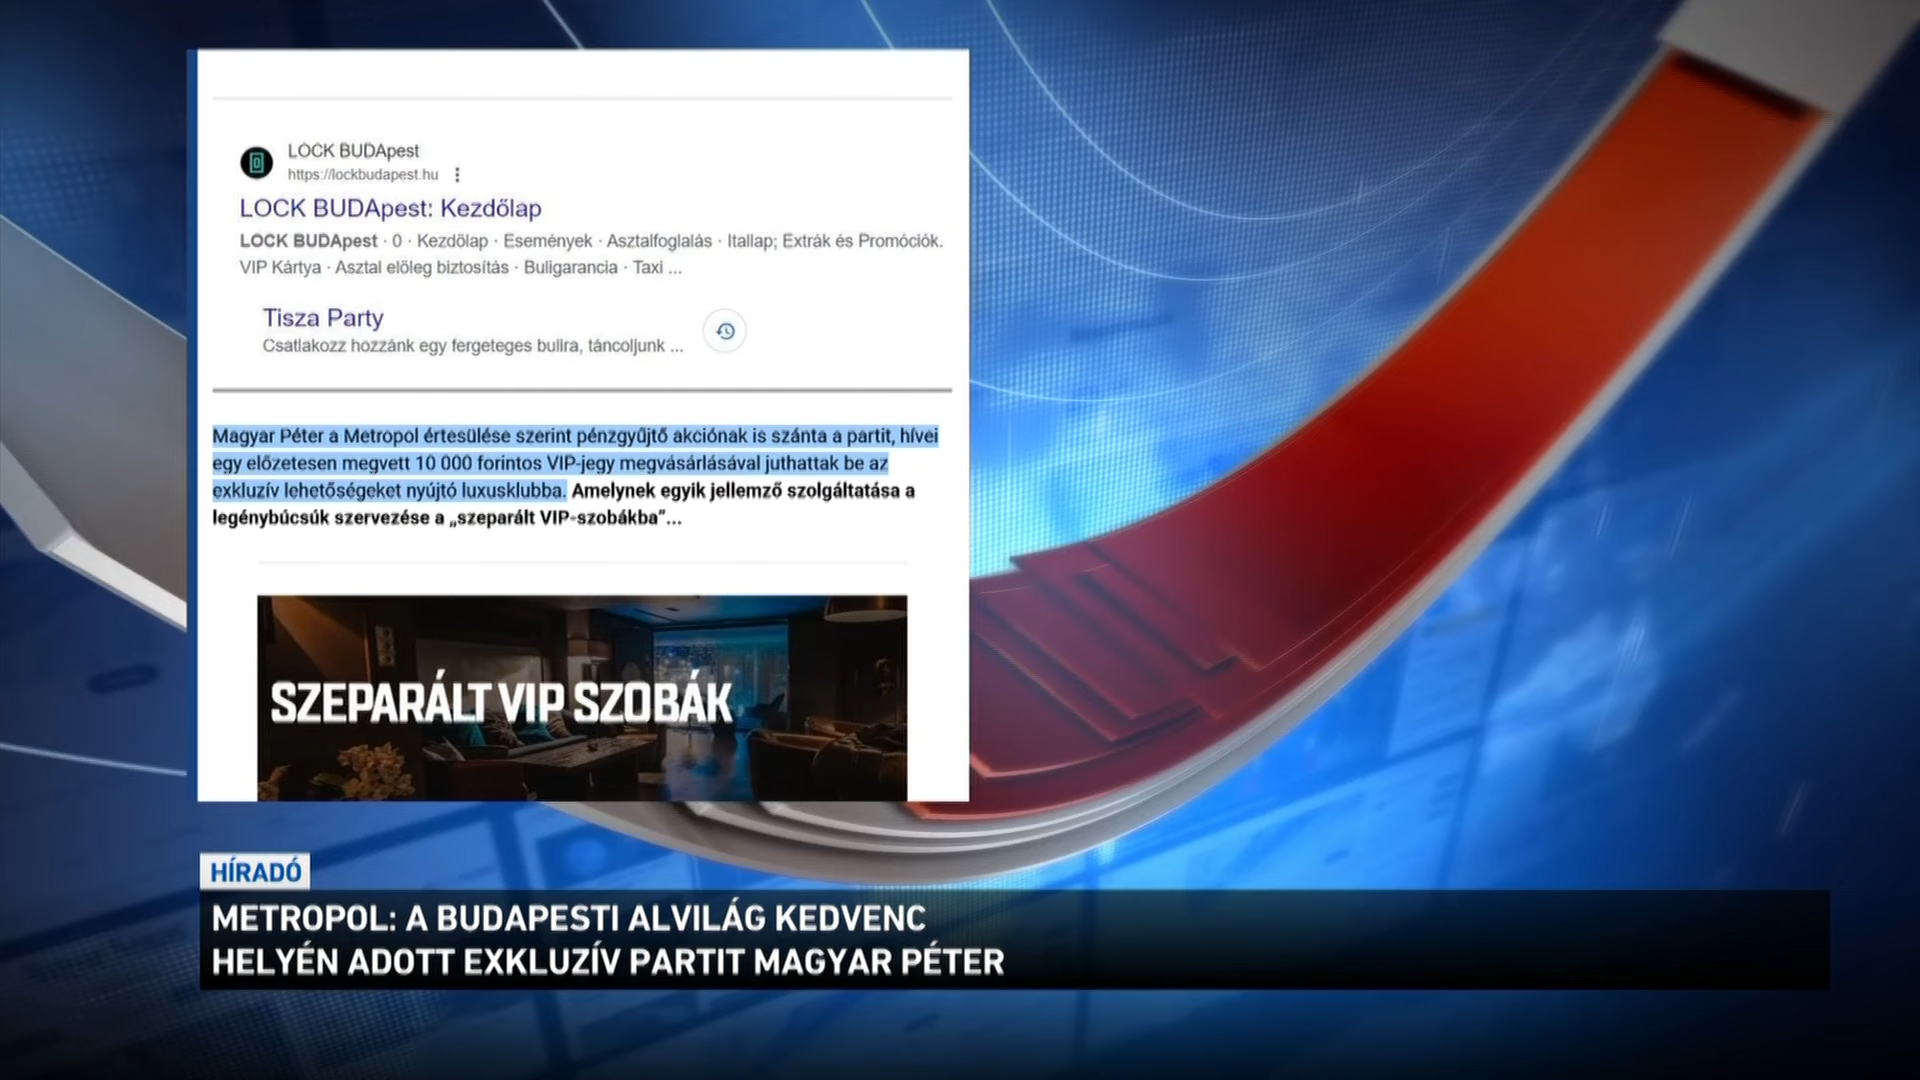 LOCK BUDApest
https://lockbudapest.hu
LOCK BUDApest: Kezdőlap
LOCK BUDApest · 0 · Kezdőlap · Események · Asztalfoglalás · Itallap; Extrák és Promóciók.
VIP Kártya · Asztal előleg biztosítás · Buligarancia · Taxi ...
Tisza Party
Csatlakozz hozzánk egy fergeteges bulira, táncoljunk ...
Magyar Péter a Metropol értesülése szerint pénzgyűjtő akciónak is szánta a partit, hívei
egy előzetesen megvett 10 000 forintos VIP-jegy megvásárlásával juthattak be az
exkluzív lehetőségeket nyújtó luxusklubba. Amelynek egyik jellemző szolgáltatása a
legénybúcsúk szervezése a „szeparált VIP-szobákba”...
SZEPARÁLT VIP SZOBÁK
HÍRADÓ
METROPOL: A BUDAPESTI ALVILÁG KEDVENC
HELYÉN ADOTT EXKLUZÍV PARTIT MAGYAR PÉTER